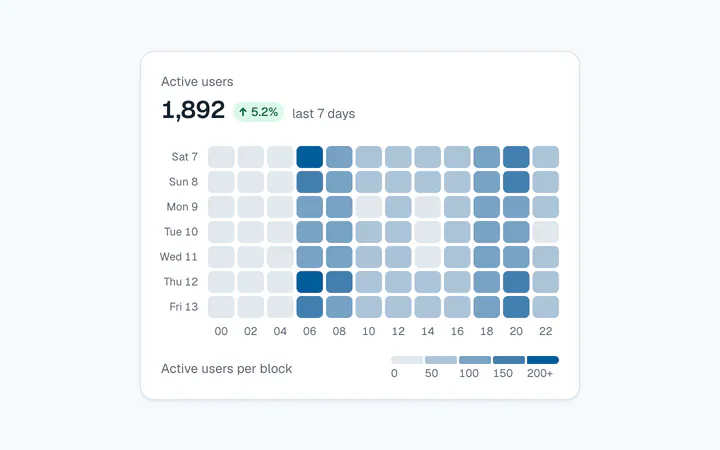 Active users
1,892 ↑ 5.2% last 7 days
Sat 7
Sun 8
Mon 9
Tue 10
Wed 11
Thu 12
Fri 13
00 02 04 06 08 10 12 14 16 18 20 22
Active users per block
0 50 100 150 200+